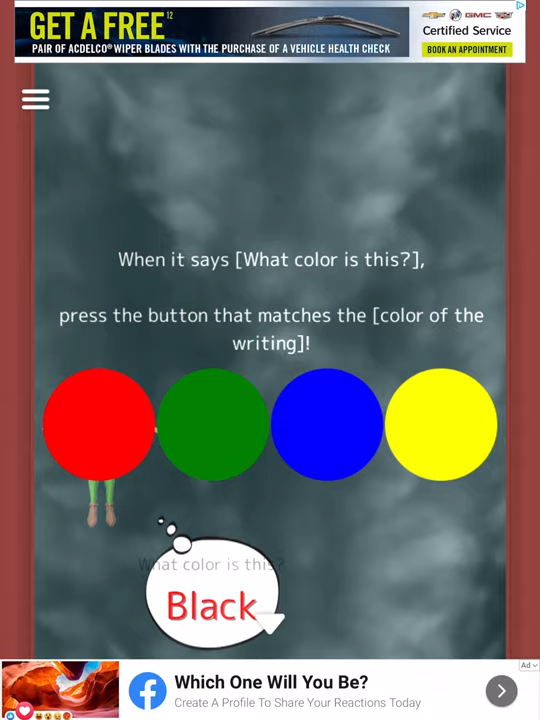 GET A FREE 12
PAIR OF ACDELCO® WIPER BLADES WITH THE PURCHASE OF A VEHICLE HEALTH CHECK
GMC
Certified Service
BOOK AN APPOINTMENT
When it says [What color is this?],
press the button that matches the [color of the
writing]!
What color is this?
Black
Ad
Which One Will You Be?
Create A Profile To Share Your Reactions Today